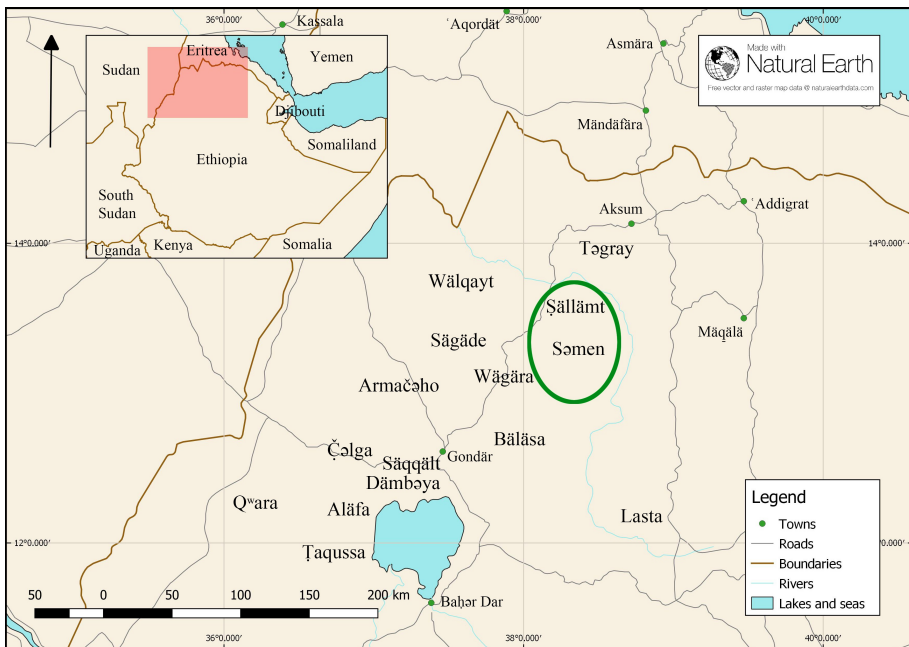 36°0.000'
38°0.000'
40°0.000'
Kassala
Aqordät
Asmära
Made with
Natural Earth
Free vector and raster map data @ naturalearthdata.com
Eritrea
Yemen
Sudan
Djibouti
Somaliland
Ethiopia
South
Sudan
Uganda
Kenya
Somalia
Mändäfära
Aksum
ʿAddigrat
14°0.000'
14°0.000'
Təgray
Wälqayt
Ṣällämt
Mäq̱älä
Sägäde
Səmen
Wägära
Armačəho
Bäläsa
Č̣əlga
Gondär
Säqqält
Dämbəya
Qʷara
Aläfa
Lasta
Ṭaqussa
12°0.000'
12°0.000'
Legend
Towns
Roads
Boundaries
Rivers
Lakes and seas
50 0 50 100 150 200 km
Baḥər Dar
36°0.000'
38°0.000'
40°0.000'